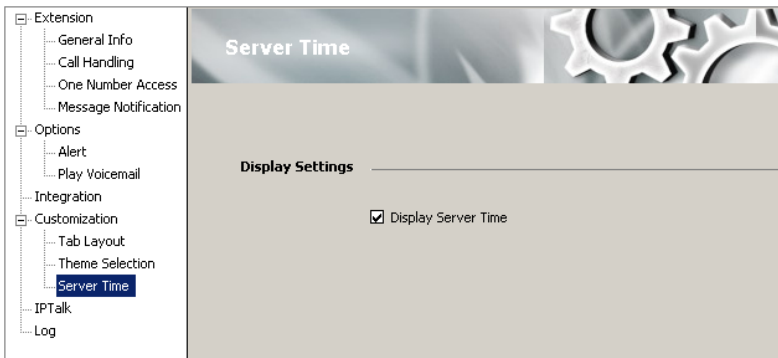 Extension
General Info
Call Handling
One Number Access
Message Notification
Options
Alert
Play Voicemail
Integration
Customization
Tab Layout
Theme Selection
Server Time
IPTalk
Log
Server Time
Display Settings
Display Server Time